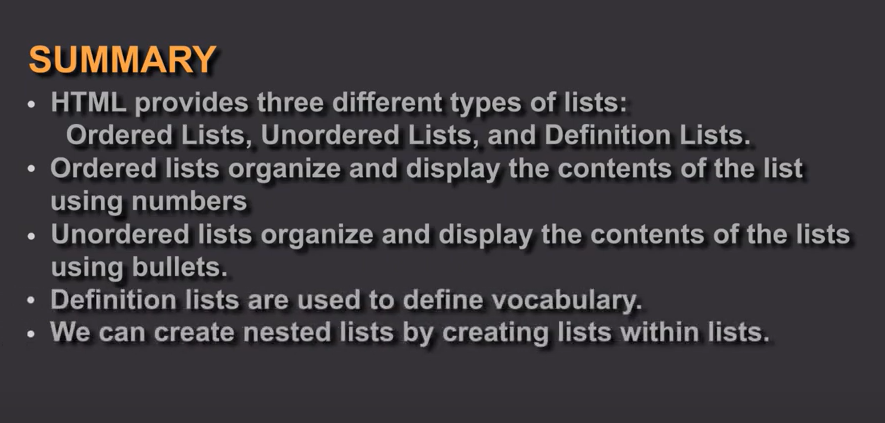 SUMMARY
• HTML provides three different types of lists:
Ordered Lists, Unordered Lists, and Definition Lists.
• Ordered lists organize and display the contents of the list
using numbers
• Unordered lists organize and display the contents of the lists
using bullets.
• Definition lists are used to define vocabulary.
• We can create nested lists by creating lists within lists.